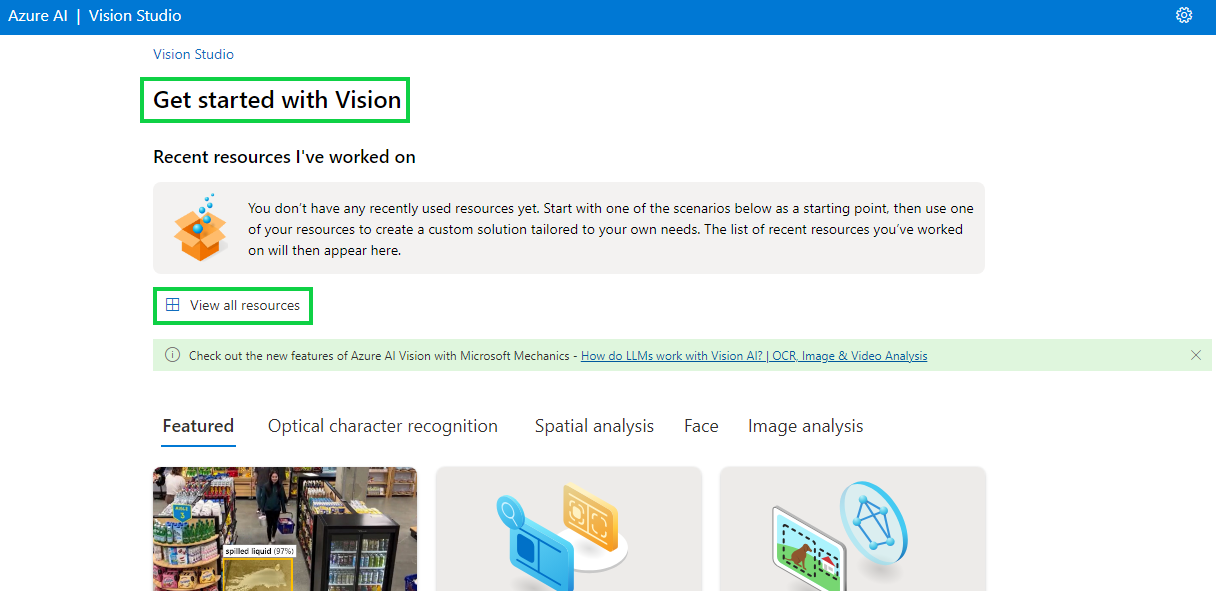 Azure AI | Vision Studio
Vision Studio
Get started with Vision
Recent resources I've worked on
You don't have any recently used resources yet. Start with one of the scenarios below as a starting point, then use one
of your resources to create a custom solution tailored to your own needs. The list of recent resources you've worked
on will then appear here.
View all resources
Check out the new features of Azure AI Vision with Microsoft Mechanics - How do LLMs work with Vision AI? | OCR, Image & Video Analysis
Featured Optical character recognition Spatial analysis Face Image analysis
AISLE
3
spilled liquid (97%)